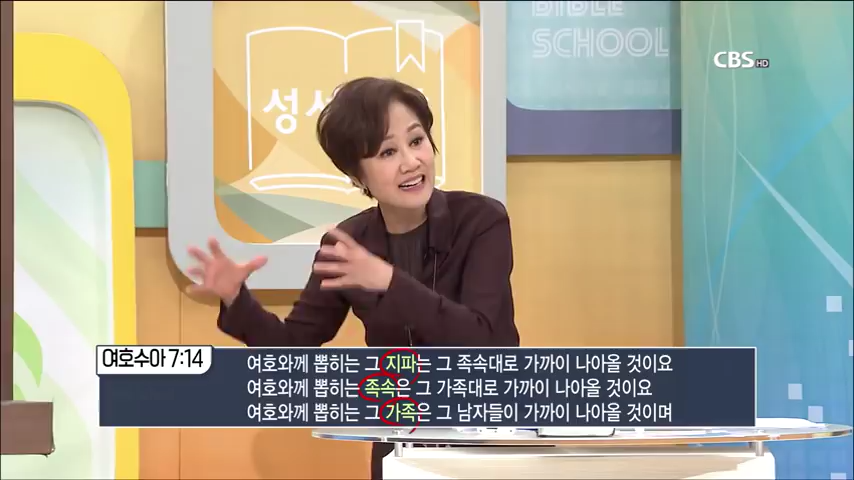 BIBLE
SCHOOL
CBS HD
성서
여호수아 7:14
여호와께 뽑히는 그 지파는 그 족속대로 가까이 나아올 것이요
여호와께 뽑히는 족속은 그 가족대로 가까이 나아올 것이요
여호와께 뽑히는 그 가족은 그 남자들이 가까이 나아올 것이며